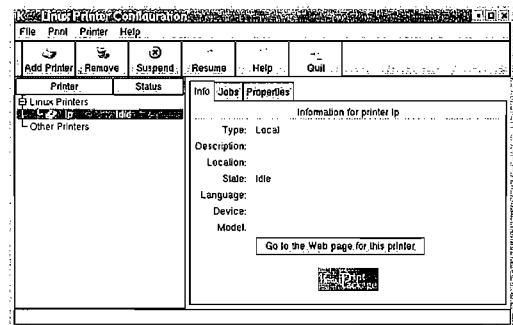 Linux Printer Configuration
File Print Printer Help
Add Printer Remove Suspend Resume Help Quit
Printer Status
Info Jobs Properties
Linux Printers
lp Idle
Other Printers
Information for printer lp
Type: Local
Description:
Location:
State: Idle
Language:
Device:
Model:
Go to the Web page for this printer
Print
Package